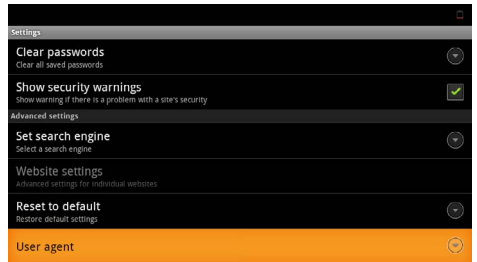 Settings
Clear passwords
Clear all saved passwords
Show security warnings
Show warning if there is a problem with a site's security
Advanced settings
Set search engine
Select a search engine
Website settings
Advanced settings for individual websites
Reset to default
Restore default settings
User agent